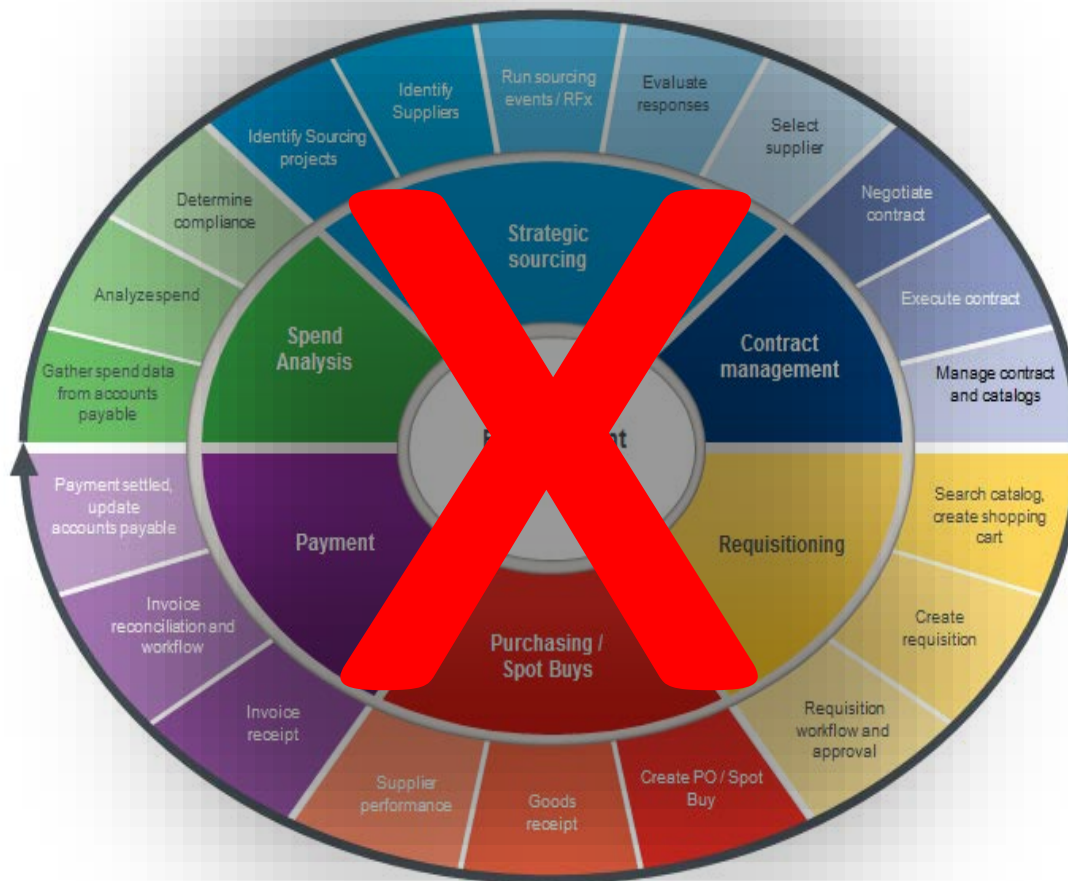 Identify Sourcing
projects
Identify
Suppliers
Run sourcing
events / RFx
Evaluate
responses
Select
supplier
Negotiate
contract
Execute contract
Manage contract
and catalogs
Search catalog,
create shopping
cart
Create
requisition
Requisition
workflow and
approval
Create PO / Spot
Buy
Goods
receipt
Supplier
performance
Invoice
receipt
Invoice
reconciliation and
workflow
Payment settled,
update
accounts payable
Gather spend data
from accounts
payable
Analyze spend
Determine
compliance
Strategic
sourcing
Contract
management
Requisitioning
Purchasing /
Spot Buys
Payment
Spend
Analysis